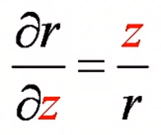 ∂r/∂z = z/r